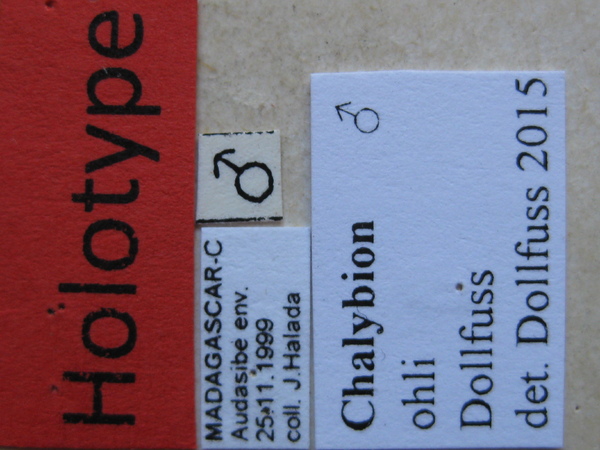 Holotype
♂
MADAGASCAR-C
Audasibe env.
25.11.1999
coll. J.Halada
♂
Chalybion
ohli
Dollfuss
det. Dollfuss 2015